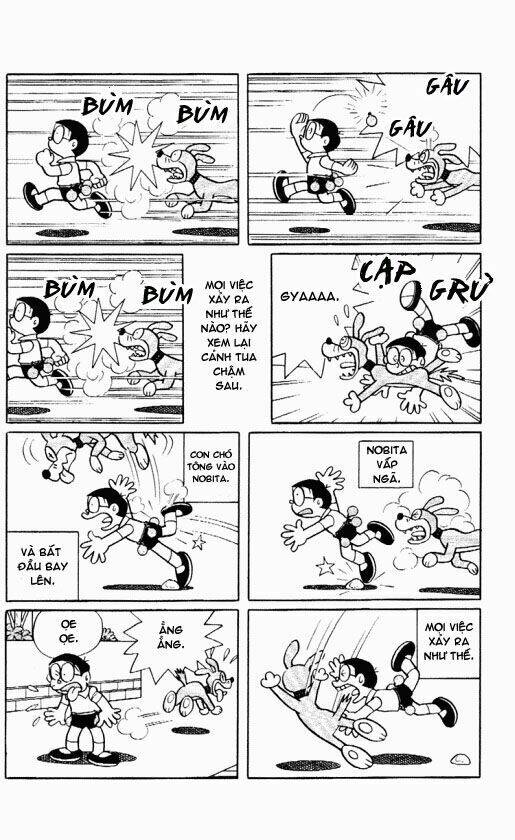 GÂU
GÂU
BÙM
BÙM
CẠP
GRỪ
GYAAAA.
MỌI VIỆC
XẢY RA
NHƯ THẾ
NÀO? HÃY
XEM LẠI
CẢNH TUA
CHẬM
SAU.
BÙM
BÙM
NOBITA
VẤP
NGÃ.
CON CHÓ
TÔNG VÀO
NOBITA.
VÀ BẮT
ĐẦU BAY
LÊN.
MỌI VIỆC
XẢY RA
NHƯ THẾ.
ẲNG
ẲNG.
ỌE
ỌE.